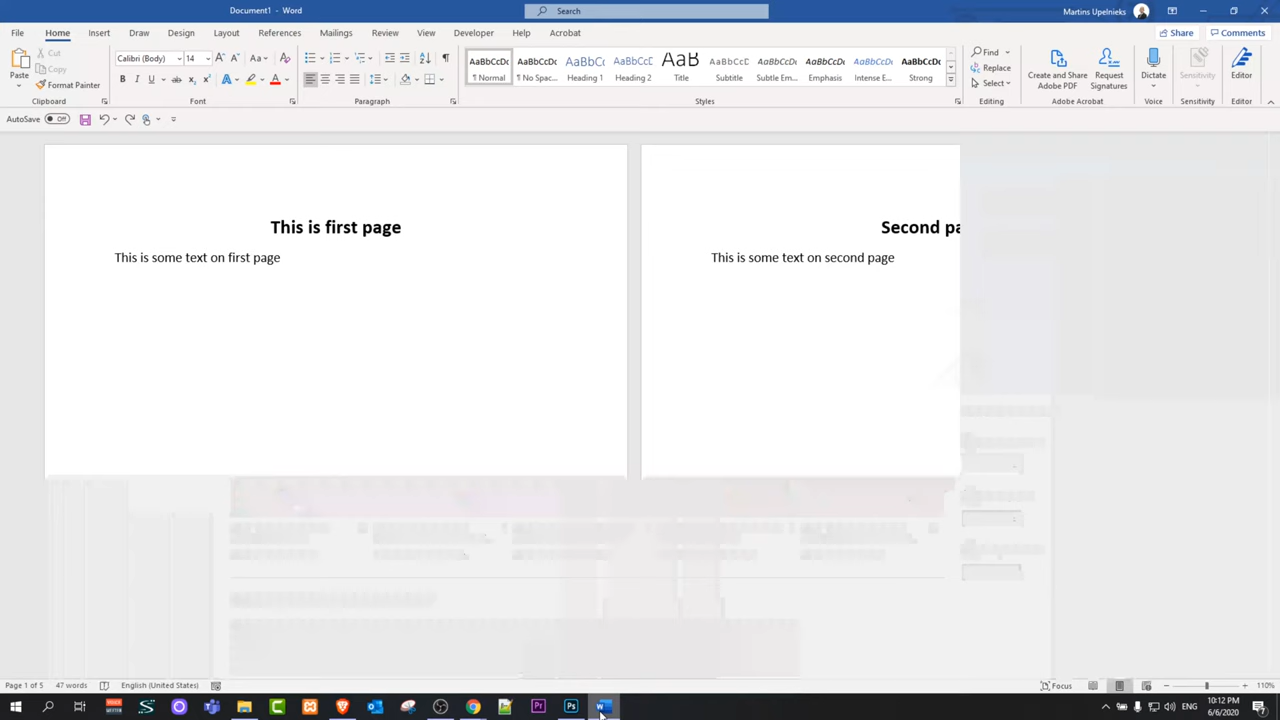 Document1 - Word
Search
Martins Upelnieks
File Home Insert Draw Design Layout References Mailings Review View Developer Help Acrobat
Share Comments
Paste
Cut
Copy
Format Painter
Clipboard
Calibri (Body) 14
Font
Paragraph
AaBbCcDc AaBbCcDc AaBbC( AaBbCcC AaB AaBbCcC AaBbCcDc AaBbCcDc AaBbCcDc AaBbCcDc
¶ Normal ¶ No Spac... Heading 1 Heading 2 Title Subtitle Subtle Em... Emphasis Intense E... Strong
Styles
Find
Replace
Select
Editing
Create and Share Adobe PDF
Request Signatures
Adobe Acrobat
Dictate
Voice
Sensitivity
Sensitivity
Editor
Editor
AutoSave Off
This is first page
This is some text on first page
Second pa
This is some text on second page
Page 1 of 5 47 words English (United States)
Focus 110%
10:12 PM
6/6/2020